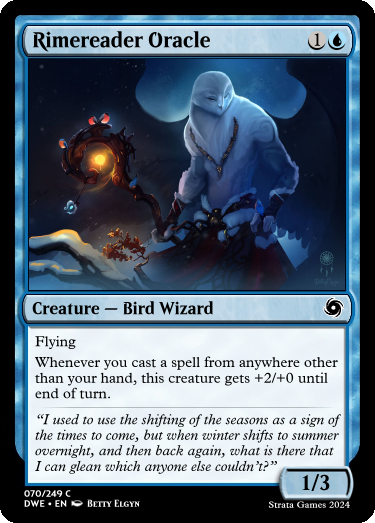 Rimereader Oracle 1
Creature — Bird Wizard
Flying
Whenever you cast a spell from anywhere other
than your hand, this creature gets +2/+0 until
end of turn.
“I used to use the shifting of the seasons as a sign
of the times to come, but when winter shifts to summer
overnight, and then back again, what is there that
I can glean which anyone else couldn’t?”
1/3
070/249 C
DWE • EN Betty Elgyn
Strata Games 2024